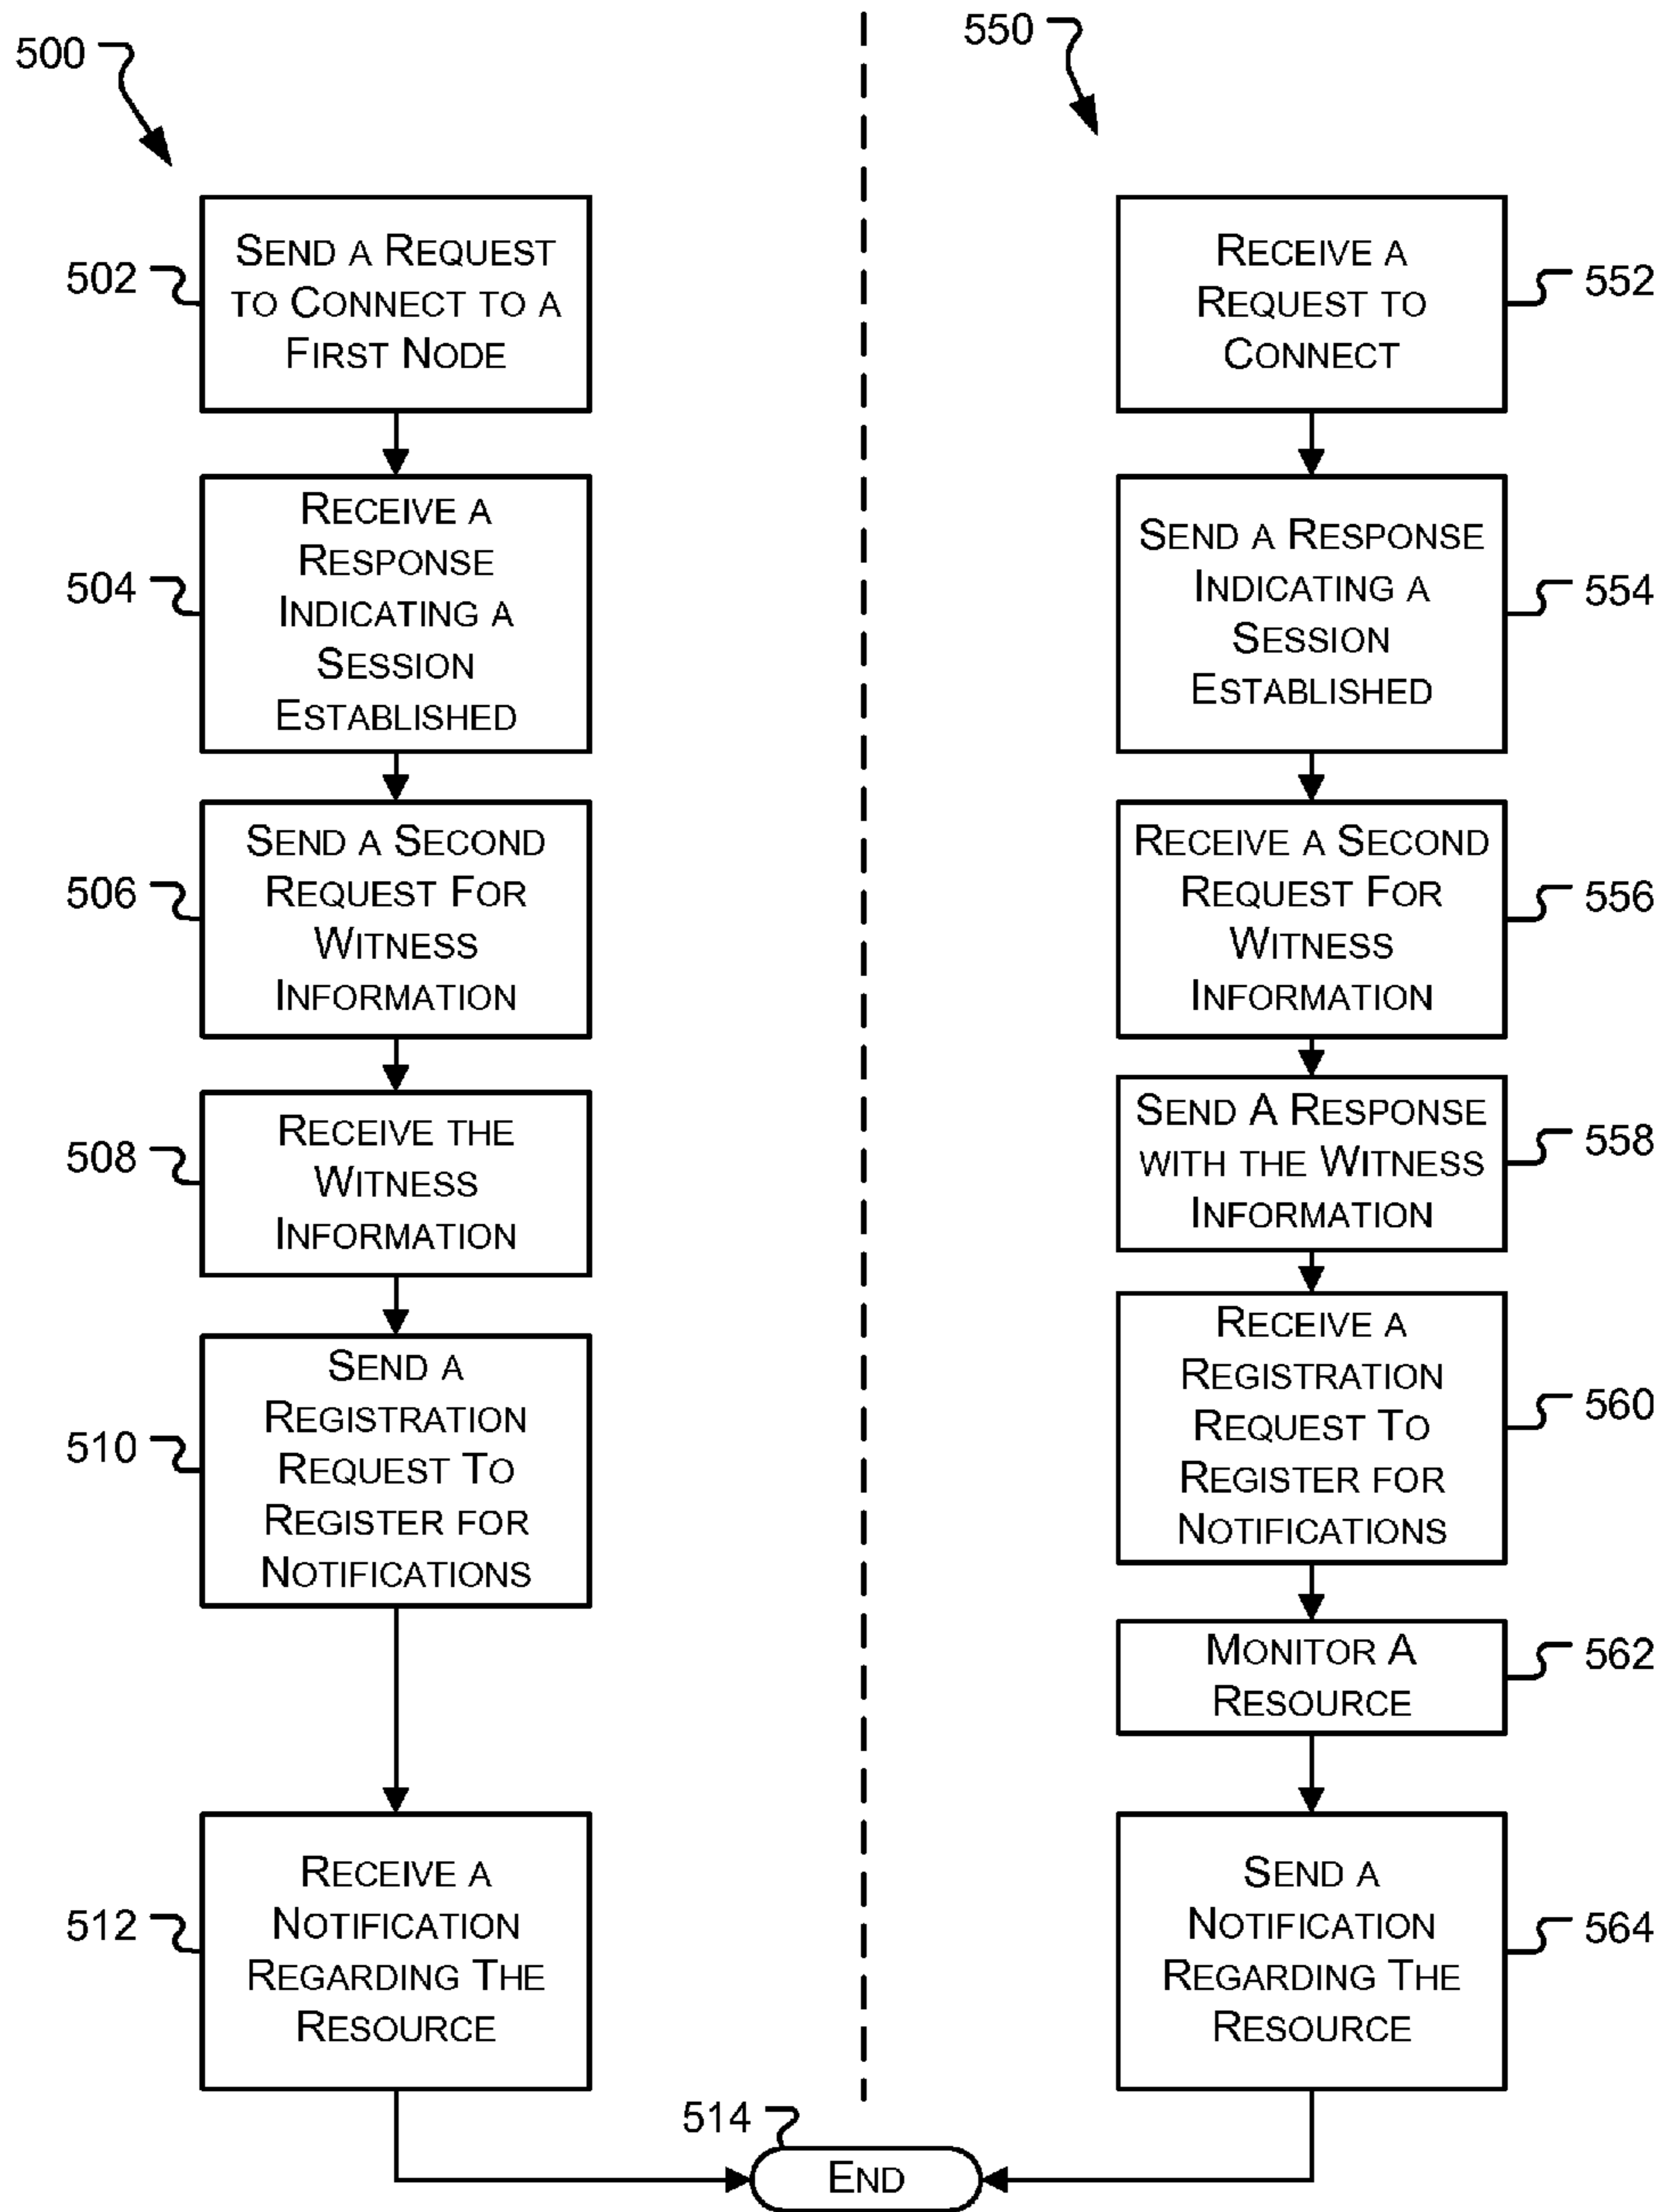 500
502
SEND A REQUEST
TO CONNECT TO A
FIRST NODE
504
RECEIVE A
RESPONSE
INDICATING A
SESSION
ESTABLISHED
506
SEND A SECOND
REQUEST FOR
WITNESS
INFORMATION
508
RECEIVE THE
WITNESS
INFORMATION
510
SEND A
REGISTRATION
REQUEST TO
REGISTER FOR
NOTIFICATIONS
512
RECEIVE A
NOTIFICATION
REGARDING THE
RESOURCE
550
RECEIVE A
REQUEST TO
CONNECT
552
SEND A RESPONSE
INDICATING A
SESSION
ESTABLISHED
554
RECEIVE A SECOND
REQUEST FOR
WITNESS
INFORMATION
556
SEND A RESPONSE
WITH THE WITNESS
INFORMATION
558
RECEIVE A
REGISTRATION
REQUEST TO
REGISTER FOR
NOTIFICATIONS
560
MONITOR A
RESOURCE
562
SEND A
NOTIFICATION
REGARDING THE
RESOURCE
564
514
END